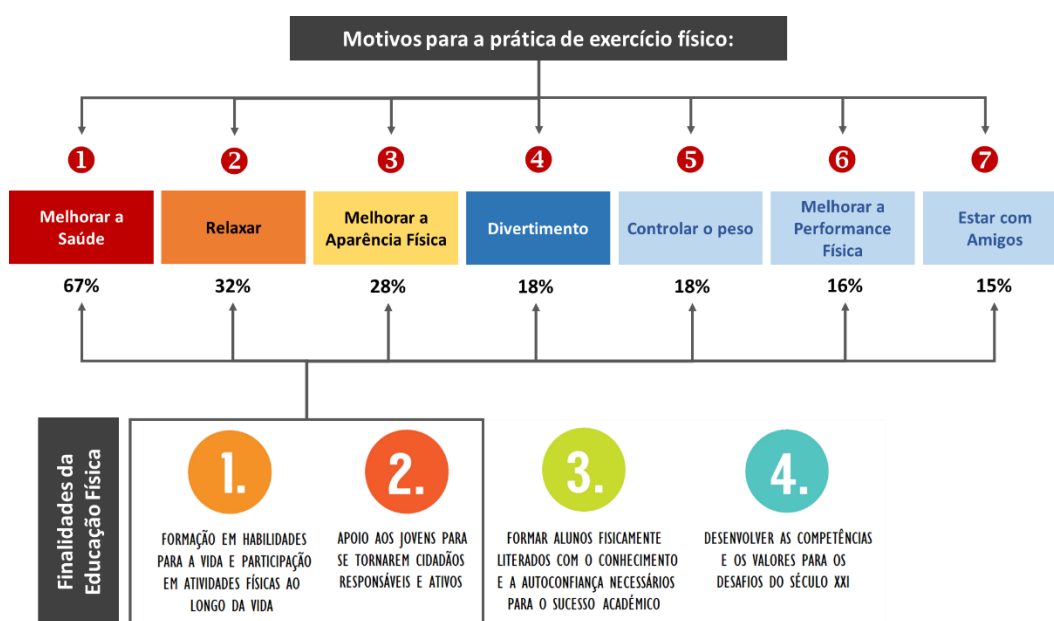 Motivos para a prática de exercício físico:
1 2 3 4 5 6 7
Melhorar a
Saúde
Relaxar
Melhorar a
Aparência Física
Divertimento
Controlar o peso
Melhorar a
Performance
Física
Estar com
Amigos
67% 32% 28% 18% 18% 16% 15%
Finalidades da
Educação Física
1.
FORMAÇÃO EM HABILIDADES
PARA A VIDA E PARTICIPAÇÃO
EM ATIVIDADES FÍSICAS AO
LONGO DA VIDA
2.
APOIO AOS JOVENS PARA
SE TORNAREM CIDADÃOS
RESPONSÁVEIS E ATIVOS
3.
FORMAR ALUNOS FISICAMENTE
LITERADOS COM O CONHECIMENTO
E A AUTOCONFIANÇA NECESSÁRIOS
PARA O SUCESSO ACADÉMICO
4.
DESENVOLVER AS COMPETÊNCIAS
E OS VALORES PARA OS
DESAFIOS DO SÉCULO XXI